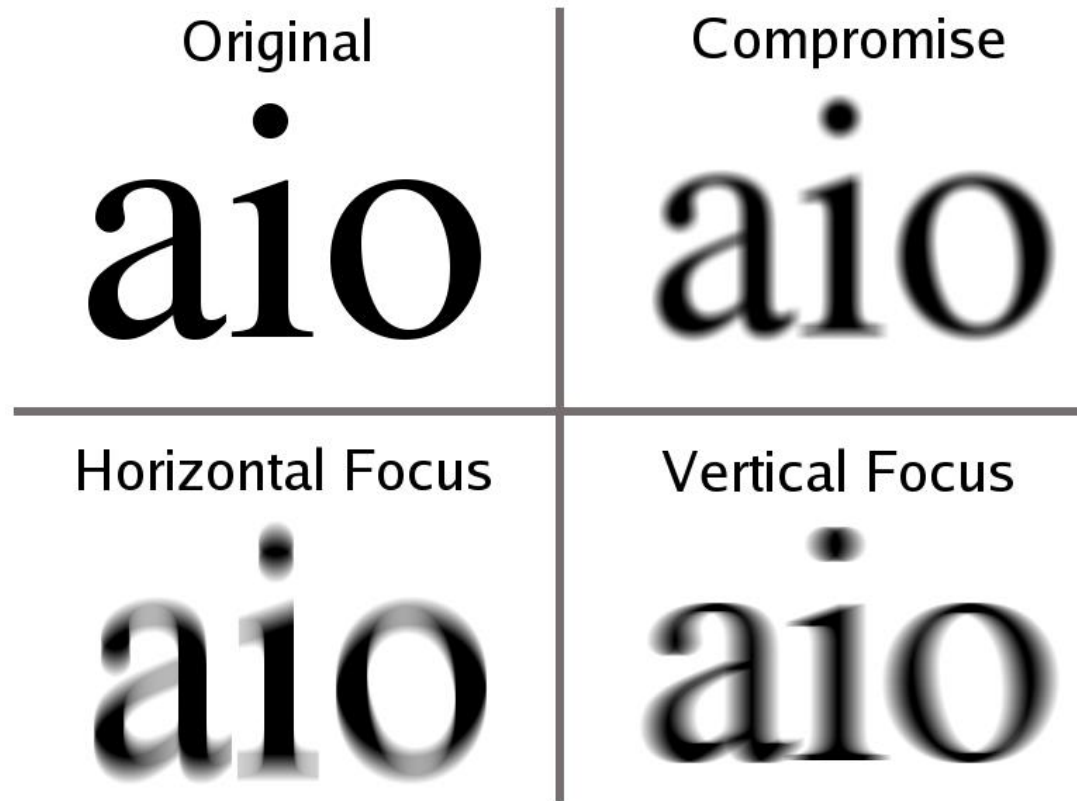 Original
aio
Compromise
aio
Horizontal Focus
aio
Vertical Focus
aio